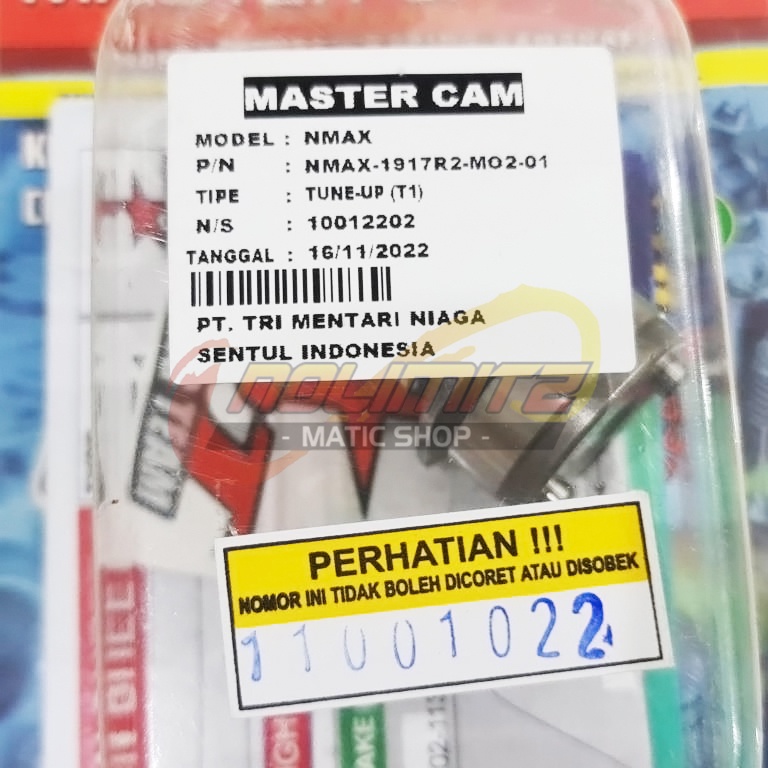 MASTER CAM
MODEL : NMAX
P/N : NMAX-1917R2-MO2-01
TIPE : TUNE-UP (T1)
N/S : 10012202
TANGGAL : 16/11/2022
PT. TRI MENTARI NIAGA
SENTUL INDONESIA
NOLIMITZ
- MATIC SHOP -
TEAM
PERHATIAN !!!
NOMOR INI TIDAK BOLEH DICORET ATAU DISOBEK
11001022